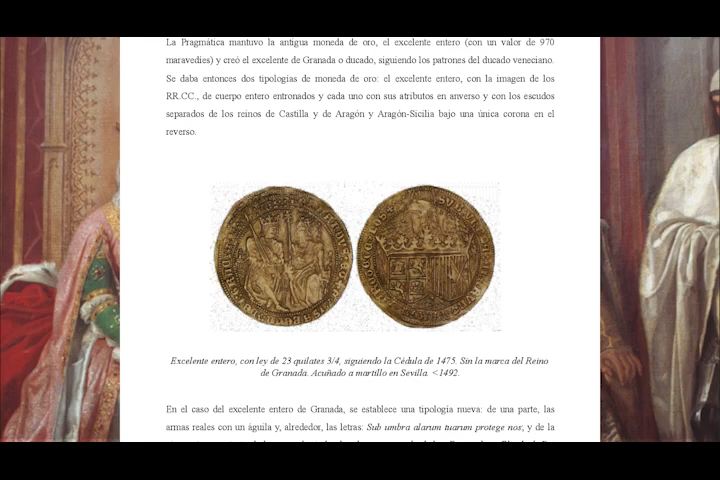 La Pragmática mantuvo la antigua moneda de oro, el excelente entero (con un valor de 970
maravedíes) y creó el excelente de Granada o ducado, siguiendo los patrones del ducado veneciano.
Se daba entonces dos tipologías de moneda de oro: el excelente entero, con la imagen de los
RR.CC., de cuerpo entero entronados y cada uno con sus atributos en anverso y con los escudos
separados de los reinos de Castilla y de Aragón y Aragón-Sicilia bajo una única corona en el
reverso.
Excelente entero, con ley de 23 quilates 3/4, siguiendo la Cédula de 1475. Sin la marca del Reino
de Granada. Acuñado a martillo en Sevilla. <1492.
En el caso del excelente entero de Granada, se establece una tipología nueva: de una parte, las
armas reales con un águila y, alrededor, las letras: Sub umbra alarum tuarum protege nos; y de la